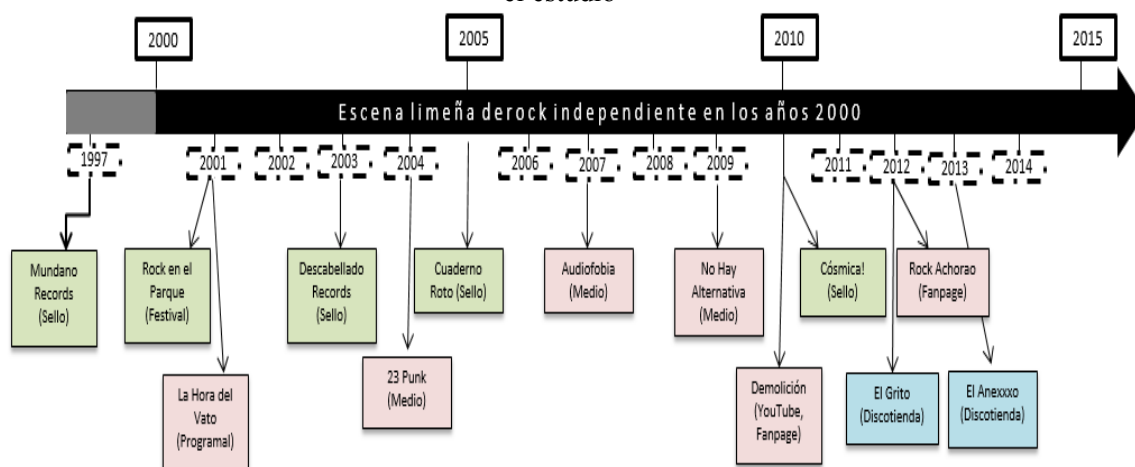 el estudio
2000
2005
2010
2015
Escena limeña derock independiente en los años 2000
1997
2001
2002
2003
2004
2006
2007
2008
2009
2011
2012
2013
2014
Mundano
Records
(Sello)
Rock en el
Parque
(Festival)
Descabellado
Records
(Sello)
Cuaderno
Roto (Sello)
Audiofobia
(Medio)
No Hay
Alternativa
(Medio)
Cósmica!
(Sello)
Rock Achorao
(Fanpage)
La Hora del
Vato
(Programal)
23 Punk
(Medio)
Demolición
(YouTube,
Fanpage)
El Grito
(Discotienda)
El Anexxxo
(Discotienda)